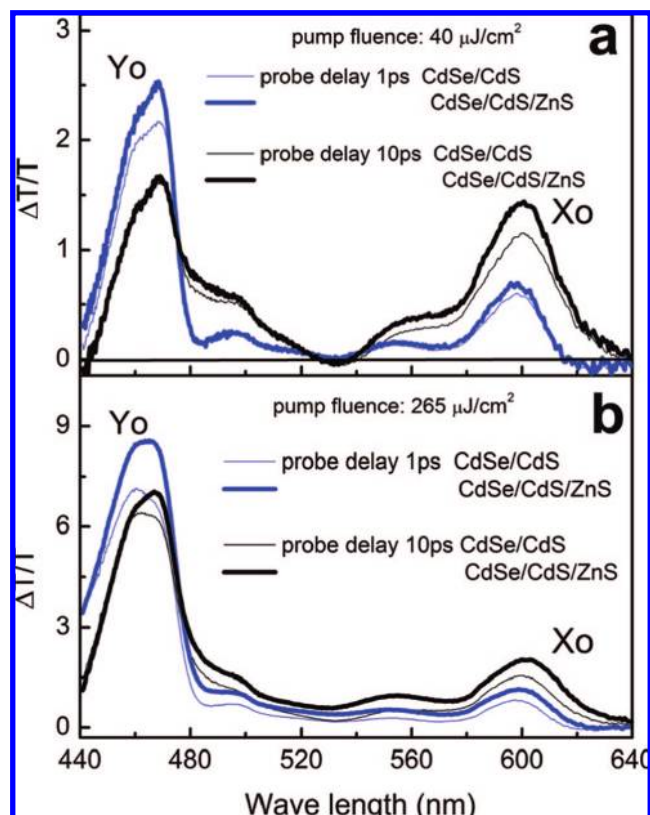 3
pump fluence: 40 μJ/cm²
a
Yo
probe delay 1ps CdSe/CdS
CdSe/CdS/ZnS
2
probe delay 10ps CdSe/CdS
CdSe/CdS/ZnS
Xo
ΔT/T
1
0
pump fluence: 265 μJ/cm²
b
9
Yo
probe delay 1ps CdSe/CdS
CdSe/CdS/ZnS
6
probe delay 10ps CdSe/CdS
CdSe/CdS/ZnS
ΔT/T
3
Xo
0
440 480 520 560 600 640
Wave length (nm)